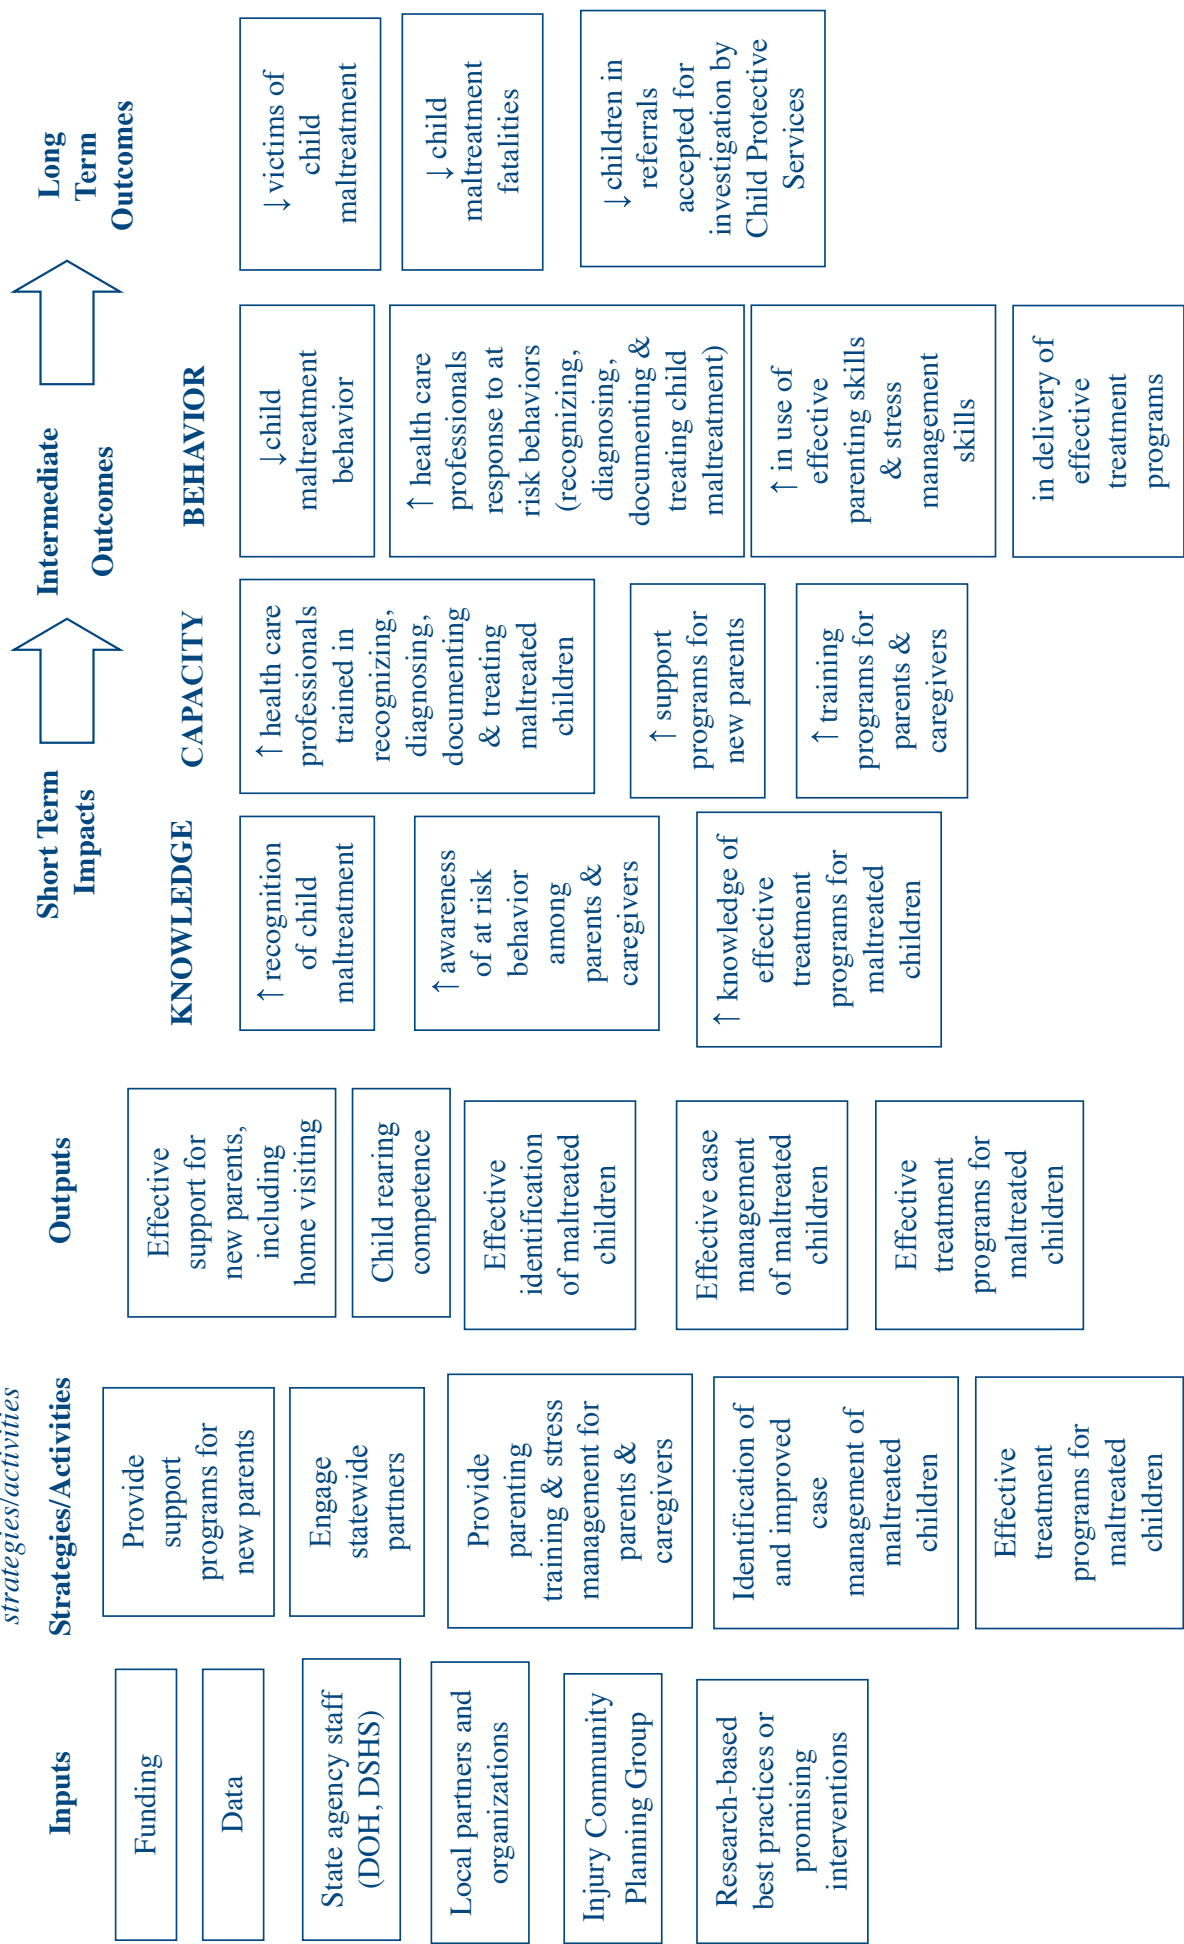 strategies/activities
Inputs
Funding
Data
State agency staff
(DOH, DSHS)
Local partners and
organizations
Injury Community
Planning Group
Research-based
best practices or
promising
interventions
Strategies/Activities
Provide
support
programs for
new parents
Engage
statewide
partners
Provide
parenting
training & stress
management for
parents &
caregivers
Identification of
and improved
case
management of
maltreated
children
Effective
treatment
programs for
maltreated
children
Outputs
Effective
support for
new parents,
including
home visiting
Child rearing
competence
Effective
identification
of maltreated
children
Effective case
management
of maltreated
children
Effective
treatment
programs for
maltreated
children
Short Term
Impacts
KNOWLEDGE
↑ recognition
of child
maltreatment
↑ awareness
of at risk
behavior
among
parents &
caregivers
↑ knowledge of
effective
treatment
programs for
maltreated
children
CAPACITY
↑ health care
professionals
trained in
recognizing,
diagnosing,
documenting
& treating
maltreated
children
↑ support
programs for
new parents
↑ training
programs for
parents &
caregivers
Intermediate
Outcomes
BEHAVIOR
↓ child
maltreatment
behavior
↑ health care
professionals
response to at
risk behaviors
(recognizing,
diagnosing,
documenting &
treating child
maltreatment)
↑ in use of
effective
parenting skills
& stress
management
skills
in delivery of
effective
treatment
programs
Long
Term
Outcomes
↓ victims of
child
maltreatment
↓ child
maltreatment
fatalities
↓ children in
referrals
accepted for
investigation by
Child Protective
Services